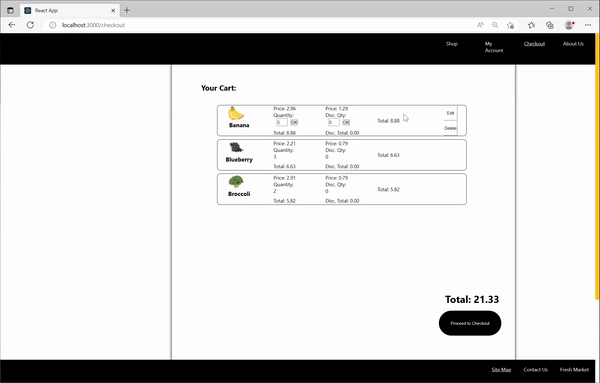 React App
localhost:3000/checkout
Shop
My Account
Checkout
About Us
Your Cart:
Banana
Price: 2.96
Quantity:
3
OK
Total: 8.88
Price: 1.29
Disc. Qty:
0
OK
Disc. Total: 0.00
Total: 8.88
Edit
Delete
Blueberry
Price: 2.21
Quantity:
3
Total: 6.63
Price: 0.79
Disc. Qty:
0
Disc. Total: 0.00
Total: 6.63
Broccoli
Price: 2.91
Quantity:
2
Total: 5.82
Price: 0.79
Disc. Qty:
0
Disc. Total: 0.00
Total: 5.82
Total: 21.33
Proceed to Checkout
Site Map
Contact Us
Fresh Market